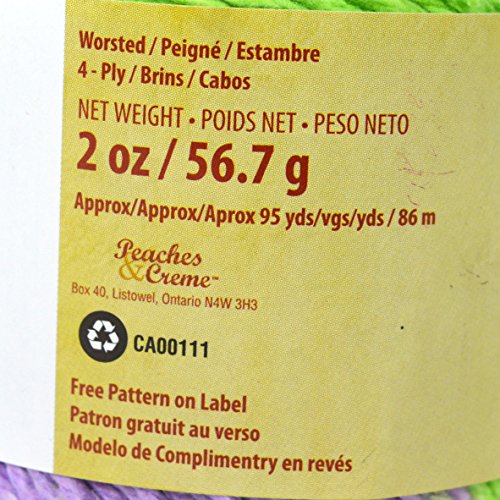 Worsted / Peigné / Estambre
4 - Ply / Brins / Cabos
NET WEIGHT • POIDS NET • PESO NETO
2 oz / 56.7 g
Approx/Approx/Aprox 95 yds/vgs/yds / 86 m
Peaches
& Creme™
Box 40, Listowel, Ontario N4W 3H3
CA00111
Free Pattern on Label
Patron gratuit au verso
Modelo de Complimentry en revés